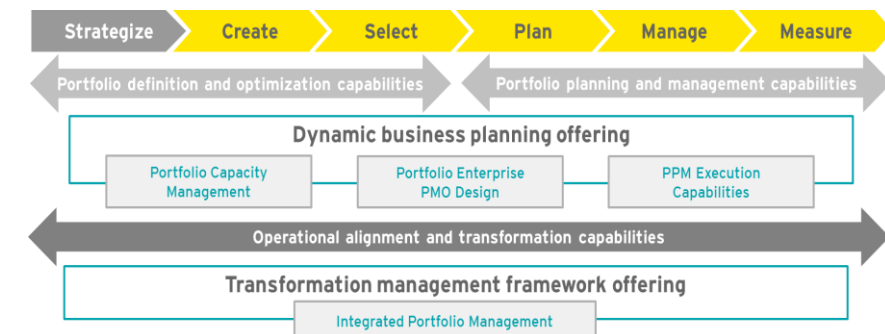 Strategize Create Select Plan Manage Measure
Portfolio definition and optimization capabilities Portfolio planning and management capabilities
Dynamic business planning offering
Portfolio Capacity
Management
Portfolio Enterprise
PMO Design
PPM Execution
Capabilities
Operational alignment and transformation capabilities
Transformation management framework offering
Integrated Portfolio Management